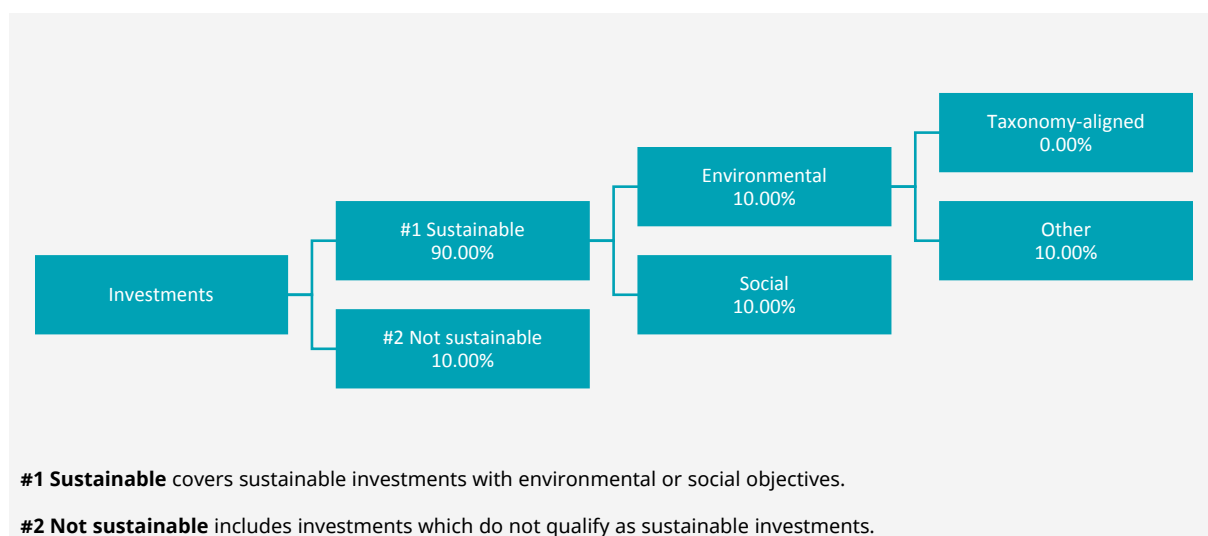 Investments
#1 Sustainable
90.00%
#2 Not sustainable
10.00%
Environmental
10.00%
Social
10.00%
Taxonomy-aligned
0.00%
Other
10.00%
#1 Sustainable covers sustainable investments with environmental or social objectives.
#2 Not sustainable includes investments which do not qualify as sustainable investments.